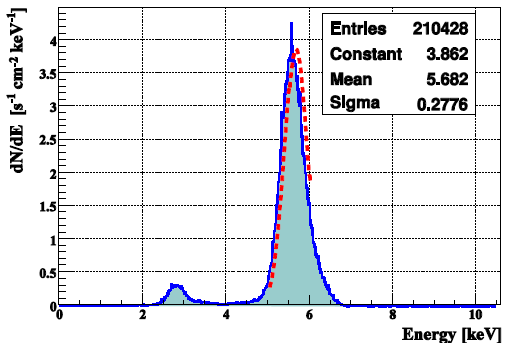 dN/dE [s⁻¹ cm⁻² keV⁻¹]
Entries 210428
Constant 3.862
Mean 5.682
Sigma 0.2776
4
3.5
3
2.5
2
1.5
1
0.5
0
0 2 4 6 8 10
Energy [keV]